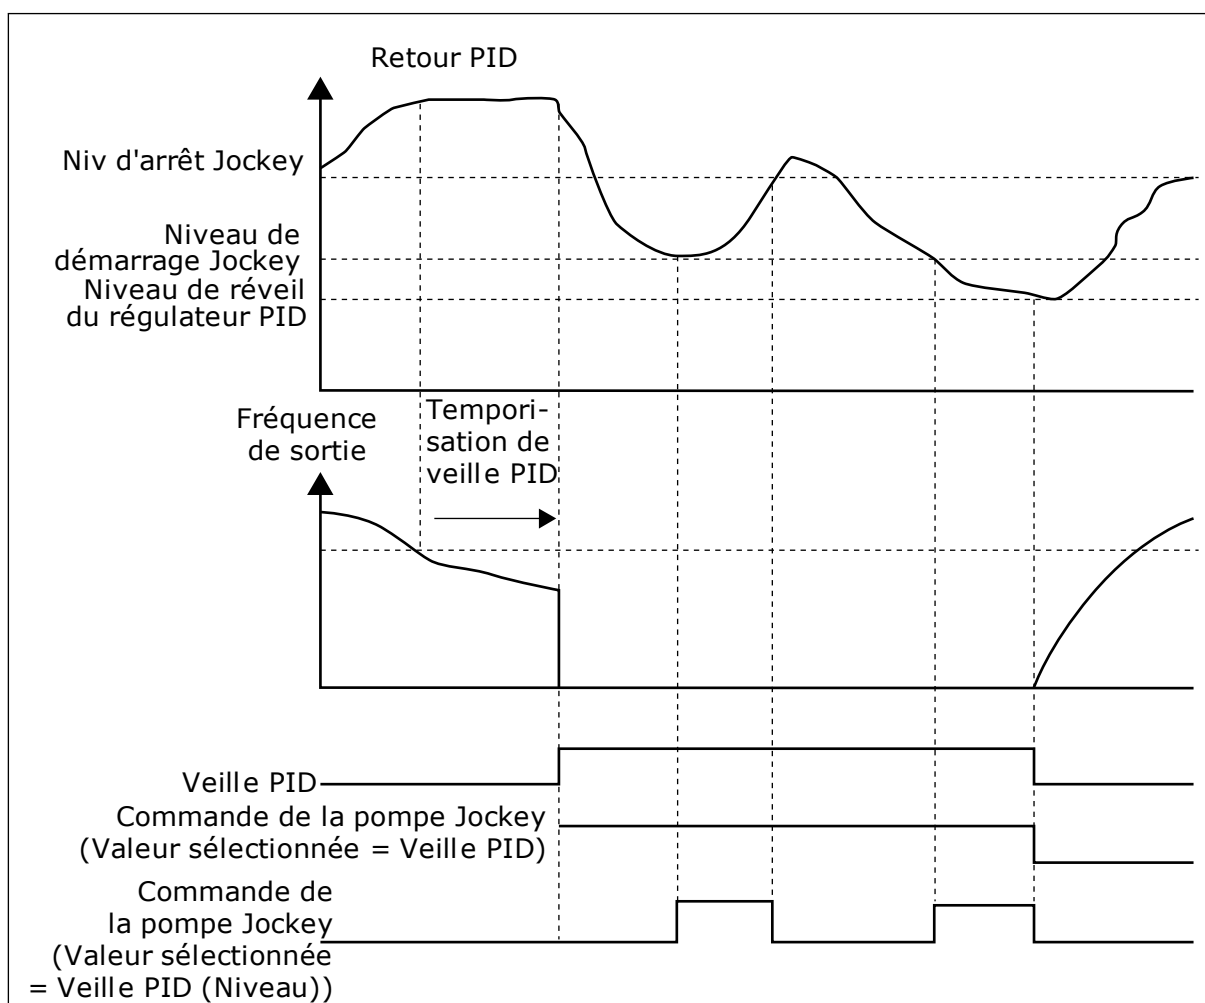 Retour PID
Niv d'arrêt Jockey
Niveau de
démarrage Jockey
Niveau de réveil
du régulateur PID
Fréquence
de sortie
Tempori-
sation de
veille PID
Veille PID
Commande de la pompe Jockey
(Valeur sélectionnée = Veille PID)
Commande de
la pompe Jockey
(Valeur sélectionnée
= Veille PID (Niveau))